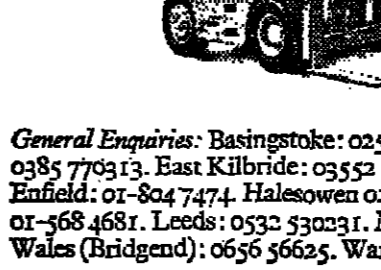 General Enquiries: Basingstoke: 025
0385 770313. East Kilbride: 03552
Enfield: 01-804 7474. Halesowen
01-568 4681. Leeds: 0532 530231.
Wales (Bridgend): 0656 56625. Wa